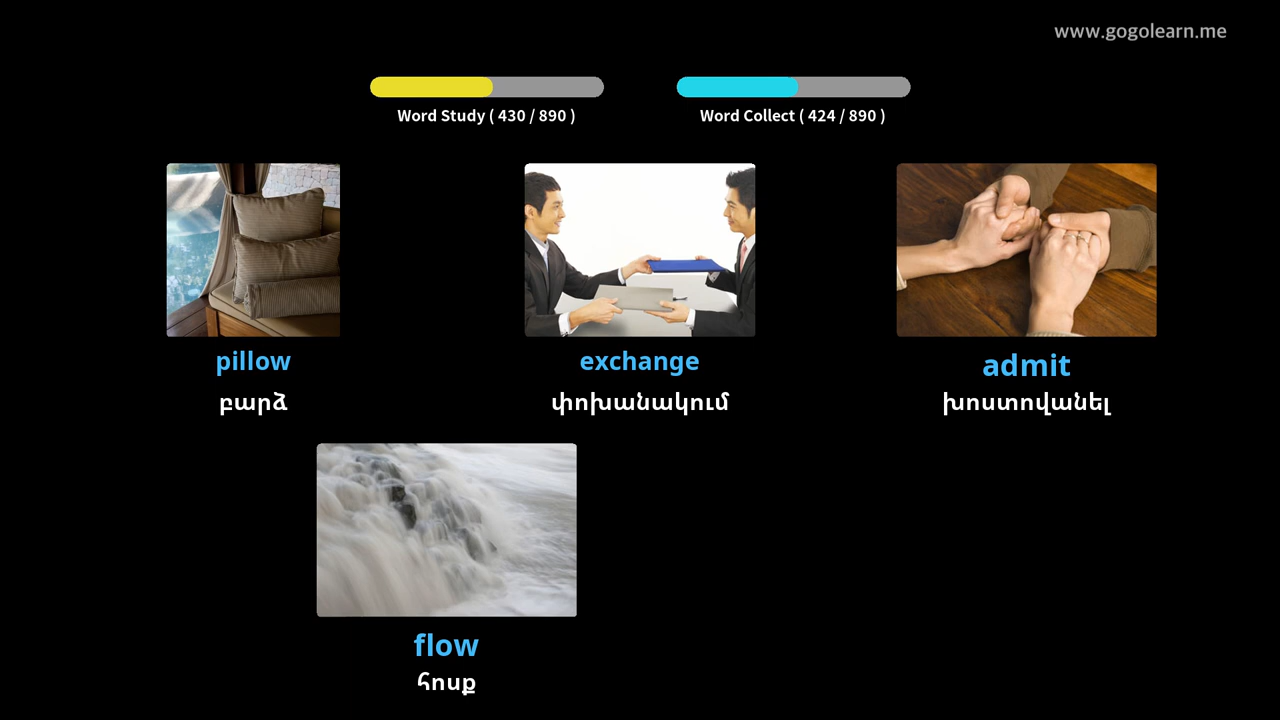 www.gogolearn.me
Word Study ( 430 / 890 )
Word Collect ( 424 / 890 )
pillow
բարձ
exchange
փոխանակում
admit
խոստովանել
flow
հոսք